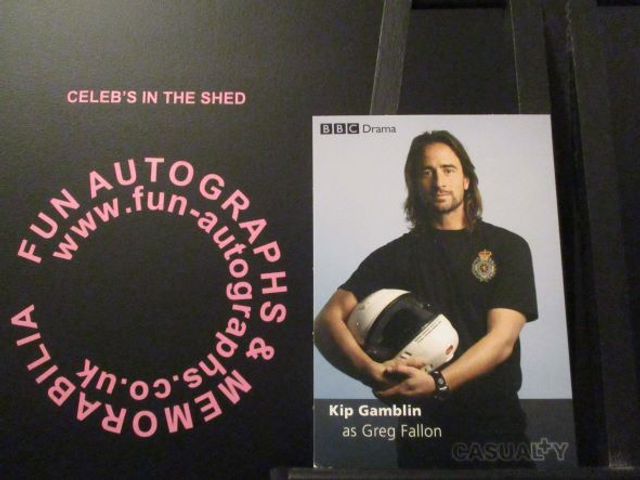 CELEB'S IN THE SHED
FUN AUTOGRAPHS & MEMORABILIA
www.fun-autographs.co.uk
BBC Drama
Kip Gamblin
as Greg Fallon
CASUALTY